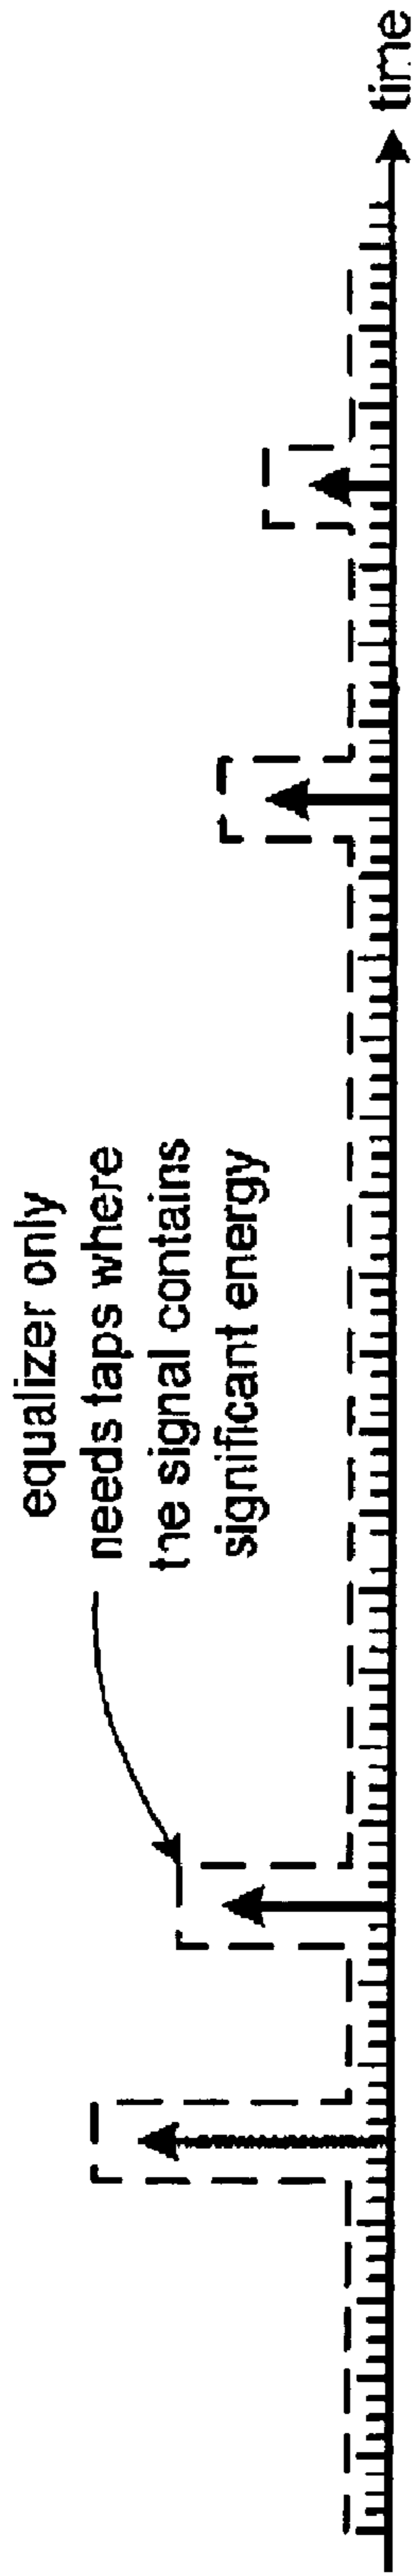 equalizer only
needs taps where
the signal contains
significant energy
time